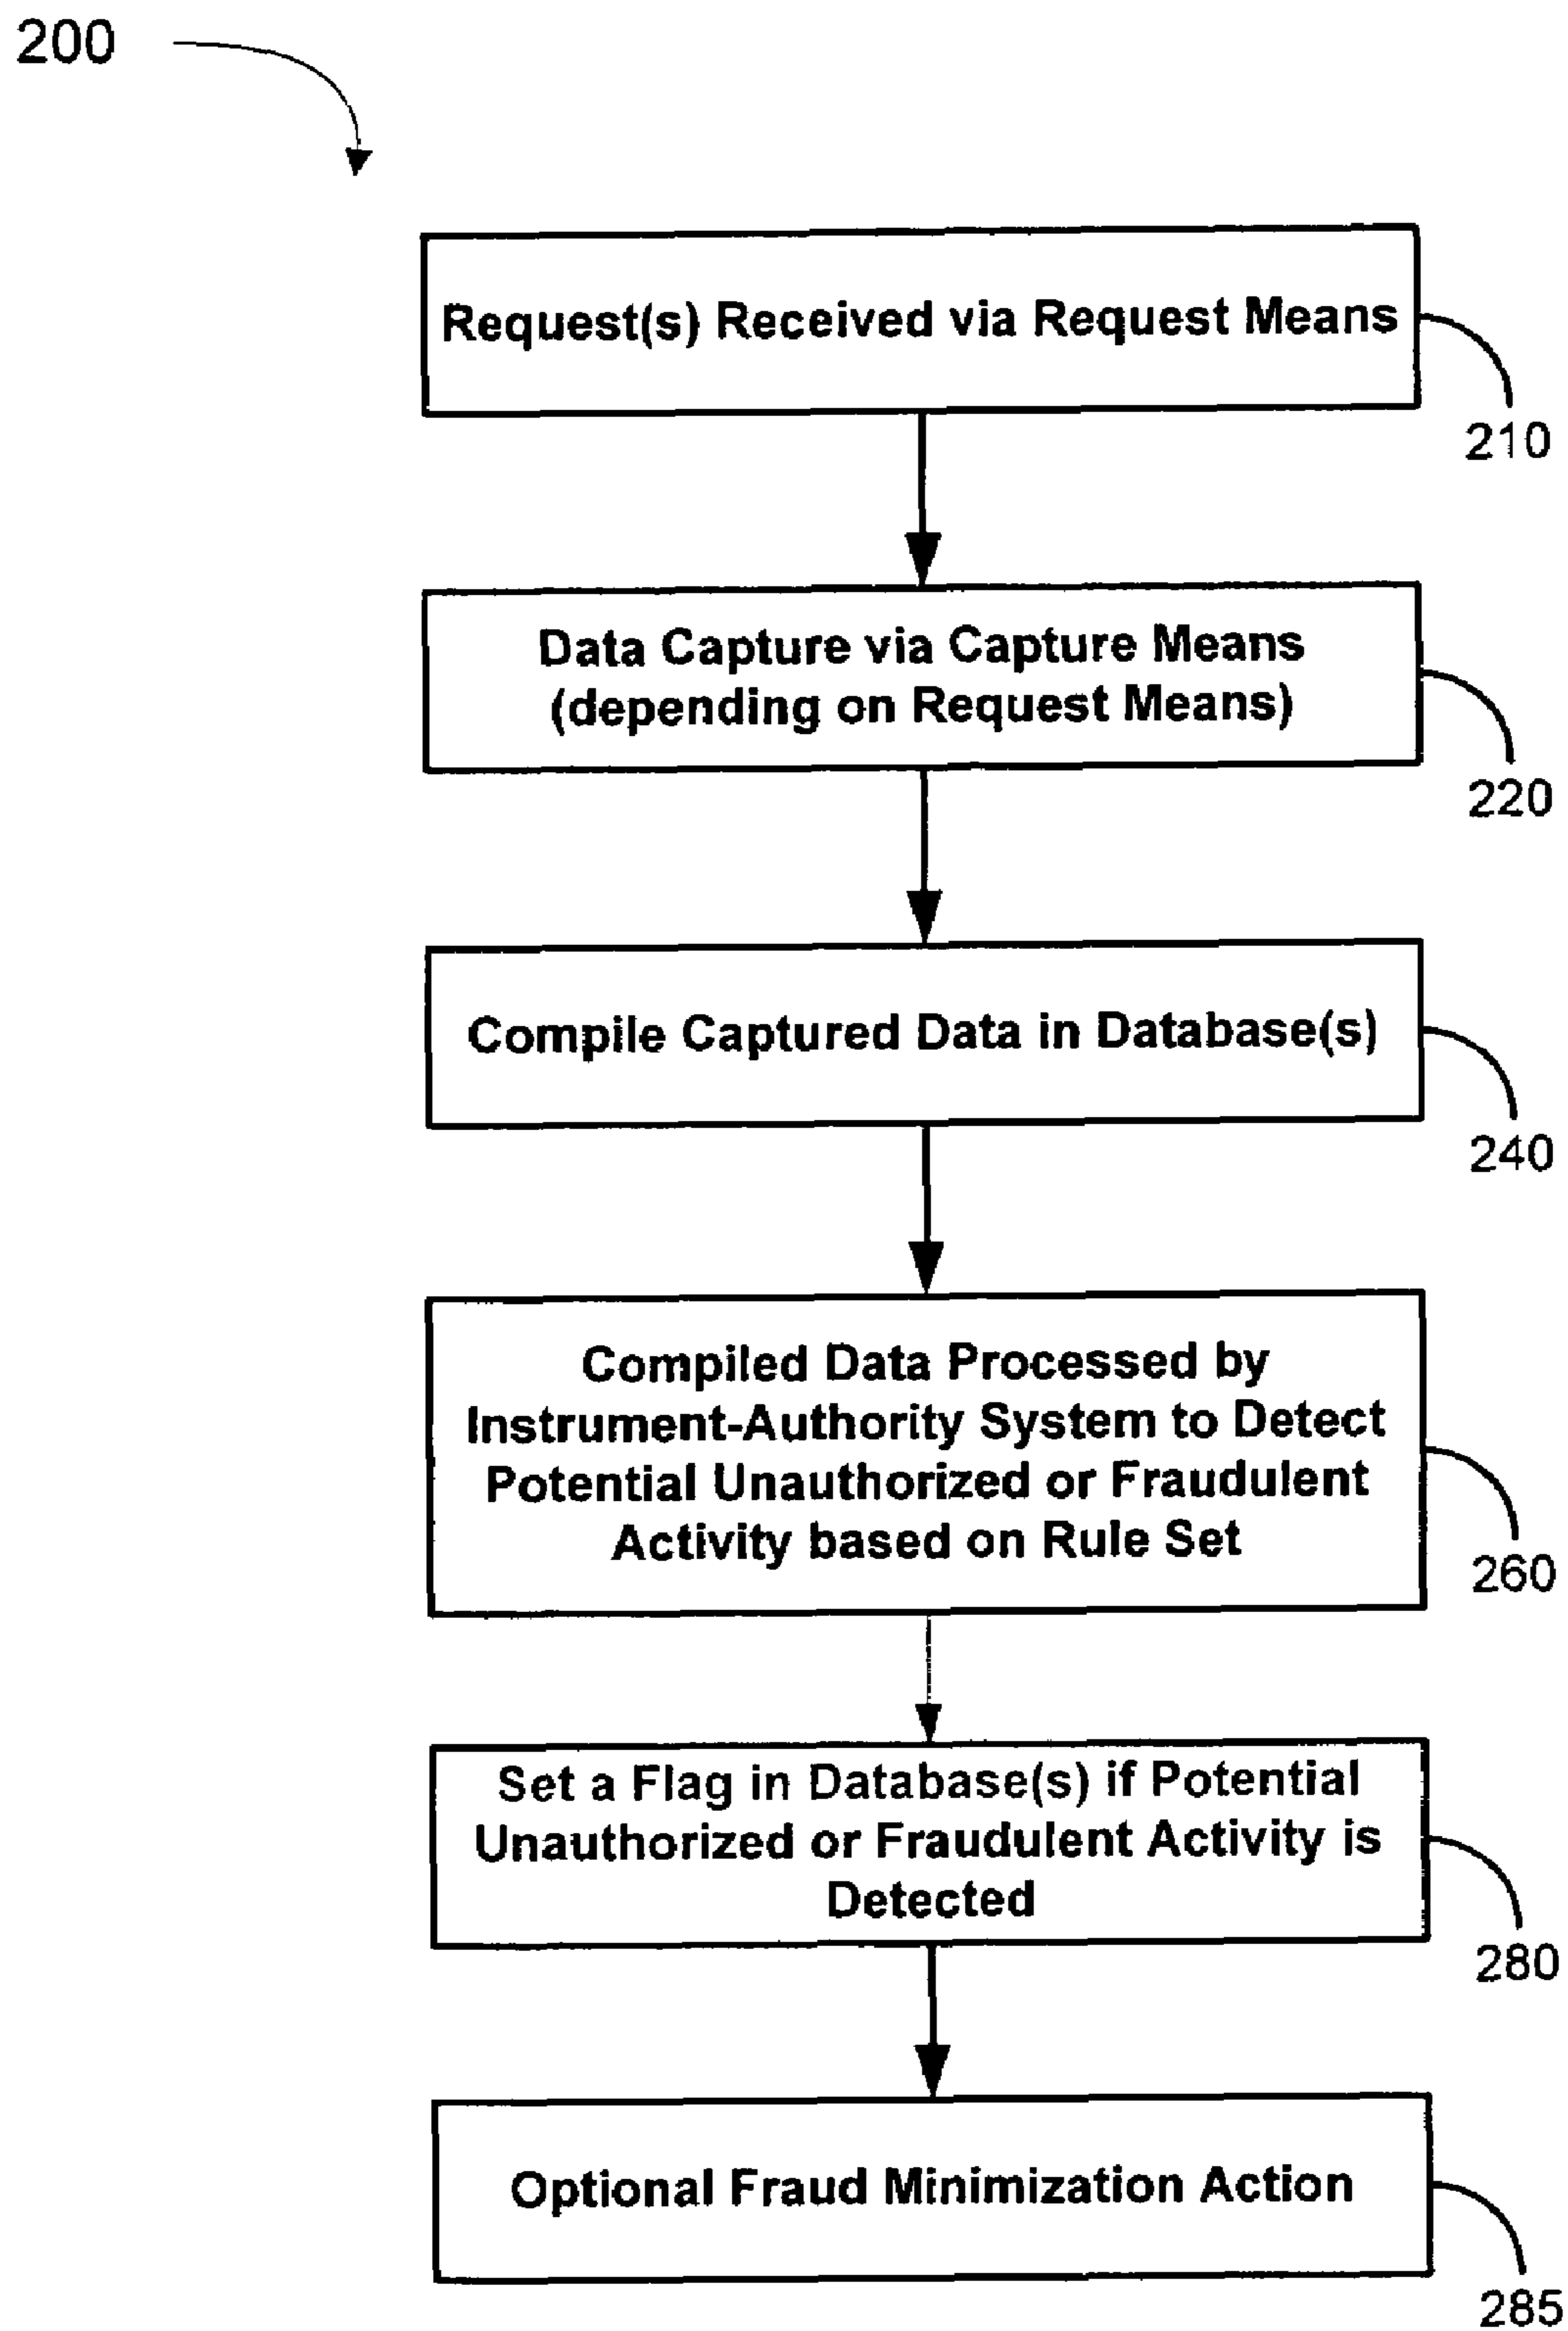 200
Request(s) Received via Request Means
210
Data Capture via Capture Means
(depending on Request Means)
220
Compile Captured Data in Database(s)
240
Compiled Data Processed by
Instrument-Authority System to Detect
Potential Unauthorized or Fraudulent
Activity based on Rule Set
260
Set a Flag in Database(s) if Potential
Unauthorized or Fraudulent Activity is
Detected
280
Optional Fraud Minimization Action
285